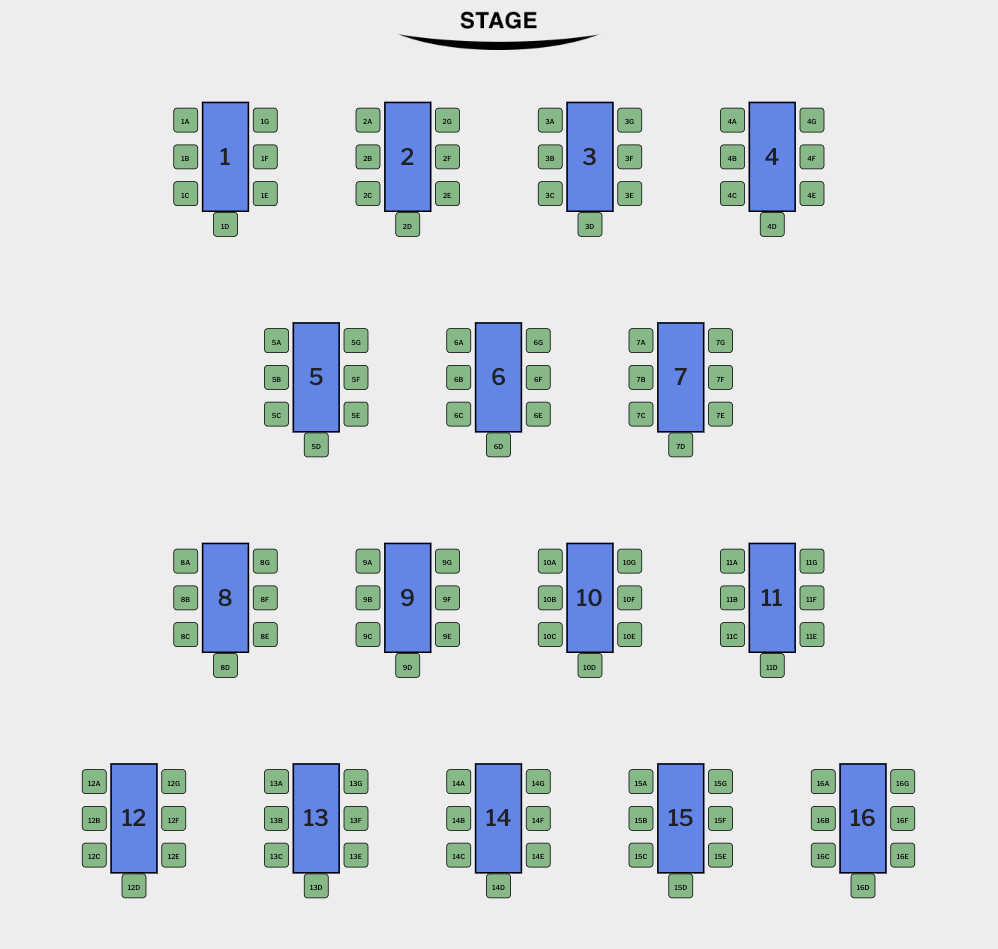 STAGE
1A 1G 2A 2G 3A 3G 4A 4G
1B 1 1F 2B 2 2F 3B 3 3F 4B 4 4F
1C 1E 2C 2E 3C 3E 4C 4E
1D 2D 3D 4D
5A 5G 6A 6G 7A 7G
5B 5 5F 6B 6 6F 7B 7 7F
5C 5E 6C 6E 7C 7E
5D 6D 7D
8A 8G 9A 9G 10A 10G 11A 11G
8B 8 8F 9B 9 9F 10B 10 10F 11B 11 11F
8C 8E 9C 9E 10C 10E 11C 11E
8D 9D 10D 11D
12A 12G 13A 13G 14A 14G 15A 15G 16A 16G
12B 12 12F 13B 13 13F 14B 14 14F 15B 15 15F 16B 16 16F
12C 12E 13C 13E 14C 14E 15C 15E 16C 16E
12D 13D 14D 15D 16D